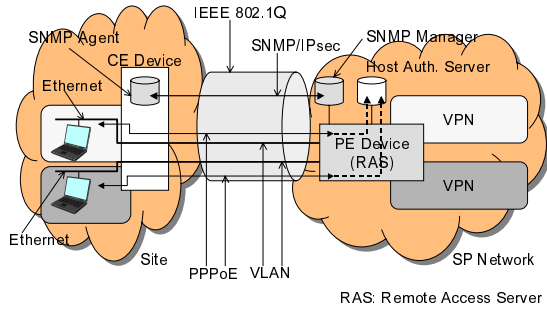 IEEE 802.1Q
SNMP Agent
CE Device
SNMP/IPsec
SNMP Manager
Host Auth. Server
Ethernet
VPN
PE Device
(RAS)
VPN
Ethernet
Site
PPPoE
VLAN
SP Network
RAS: Remote Access Server